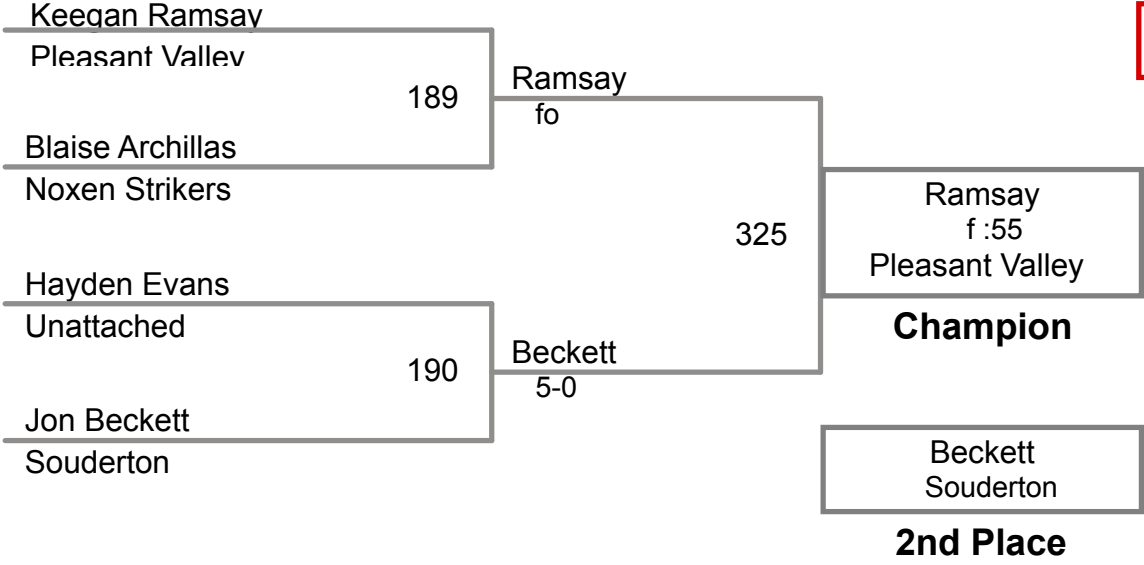 Keegan Ramsay
Pleasant Valley
189
Ramsay
fo
Blaise Archillas
Noxen Strikers
325
Ramsay
f :55
Pleasant Valley
Champion
Hayden Evans
Unattached
190
Beckett
5-0
Jon Beckett
Souderton
Beckett
Souderton
2nd Place